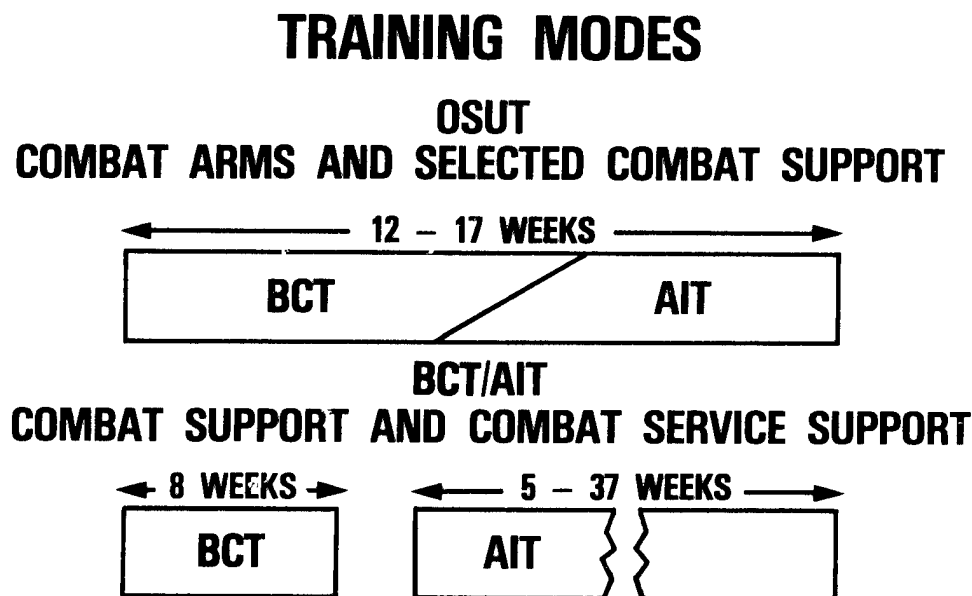 TRAINING MODES
OSUT
COMBAT ARMS AND SELECTED COMBAT SUPPORT
12 – 17 WEEKS
BCT AIT
BCT/AIT
COMBAT SUPPORT AND COMBAT SERVICE SUPPORT
8 WEEKS 5 – 37 WEEKS
BCT AIT